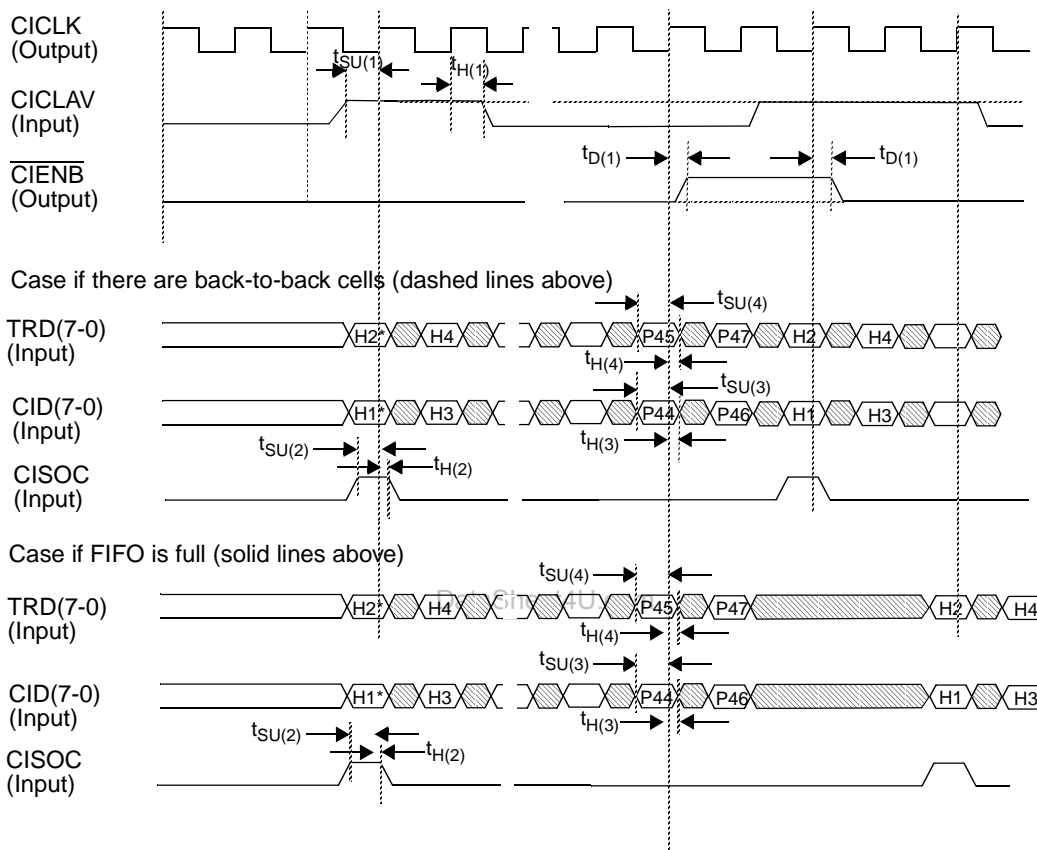 CICLK
(Output)
tSU(1)
tH(1)
CICLAV
(Input)
tD(1)
tD(1)
CIENB
(Output)
Case if there are back-to-back cells (dashed lines above)
tSU(4)
TRD(7-0)
(Input)
H2*
H4
P45
P47
H2
H4
tH(4)
tSU(3)
CID(7-0)
(Input)
H1*
H3
P44
P46
H1
H3
tH(3)
tSU(2)
tH(2)
CISOC
(Input)
Case if FIFO is full (solid lines above)
tSU(4)
TRD(7-0)
(Input)
H2*
H4
P45
P47
H2
H4
tH(4)
tSU(3)
CID(7-0)
(Input)
H1*
H3
P44
P46
H1
H3
tH(3)
tSU(2)
tH(2)
CISOC
(Input)